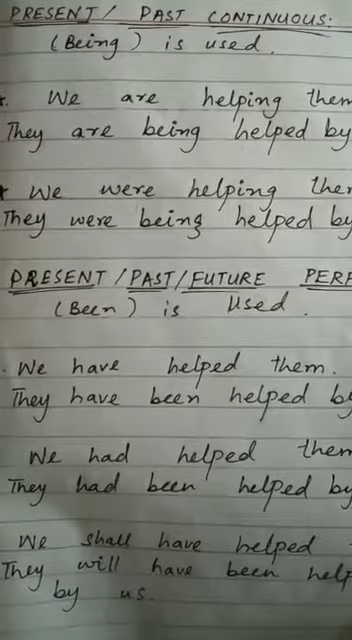 PRESENT / PAST CONTINUOUS.
(Being) is used.
We are helping them
They are being helped by
We were helping
They were being helped by
PRESENT / PAST / FUTURE
(Been) is used.
We have helped them.
They have been helped by
We had helped them
They had been helped by
We shall have helped
They will have been
by us.